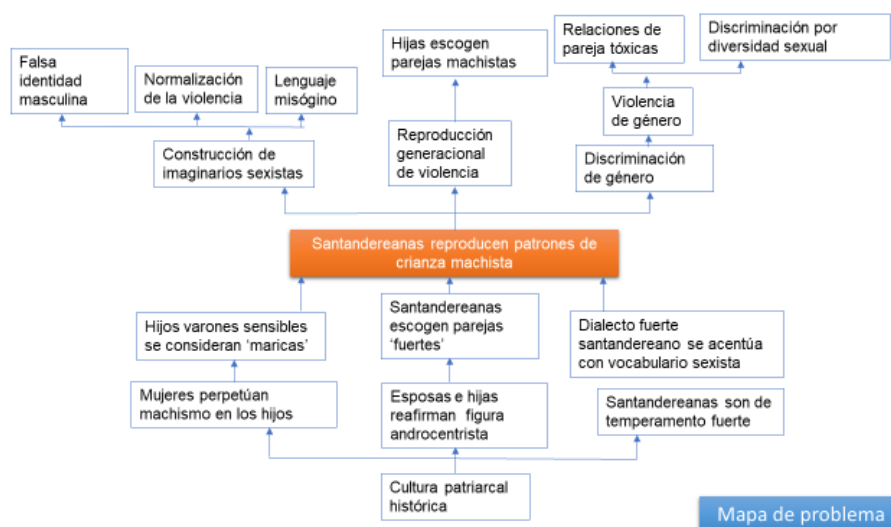 Relaciones de
pareja tóxicas
Discriminación por
diversidad sexual
Hijas escogen
parejas machistas
Falsa
identidad
masculina
Normalización
de la violencia
Lenguaje
misógino
Violencia
de género
Construcción de
imaginarios sexistas
Reproducción
generacional
de violencia
Discriminación
de género
Santandereanas reproducen patrones de
crianza machista
Hijos varones sensibles
se consideran ‘maricas’
Santandereanas
escogen parejas
‘fuertes’
Dialecto fuerte
santandereano se acentúa
con vocabulario sexista
Mujeres perpetúan
machismo en los hijos
Esposas e hijas
reafirman figura
androcentrista
Santandereanas son de
temperamento fuerte
Cultura patriarcal
histórica
Mapa de problema